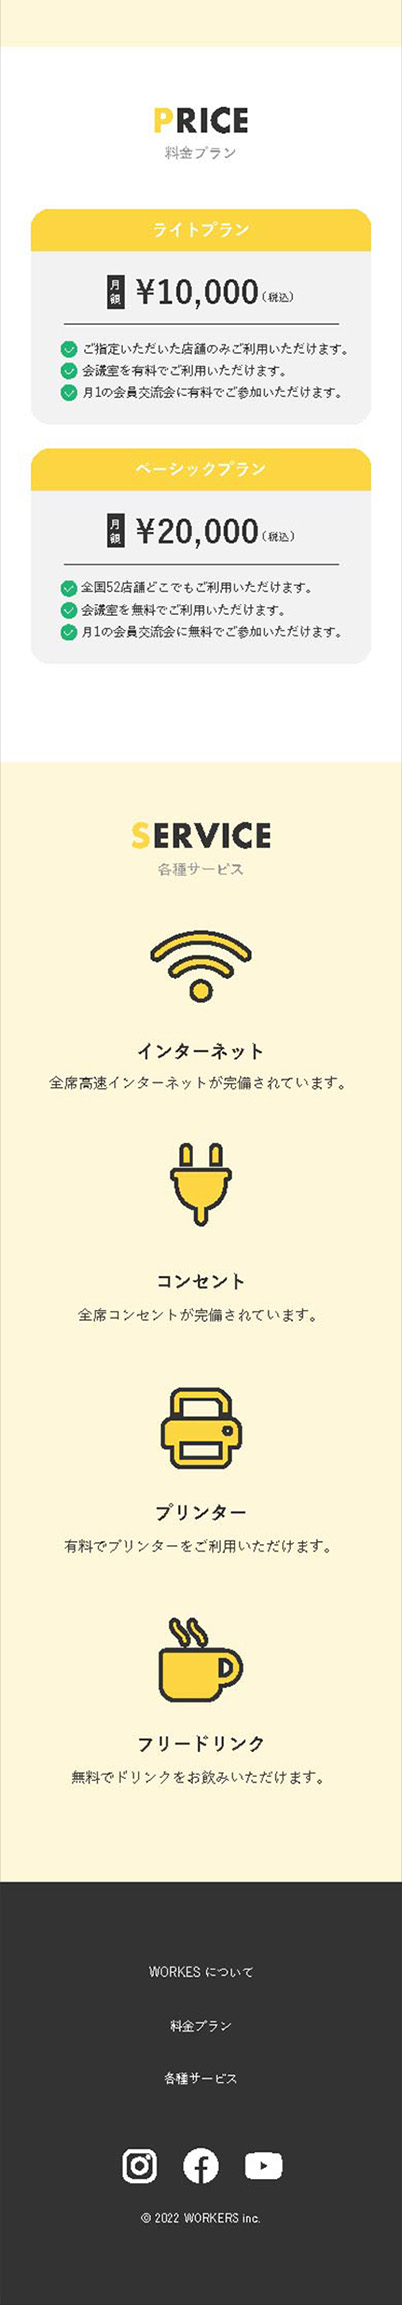 PRICE
料金プラン
ライトプラン
月額 ¥10,000（税込）
ご指定いただいた店舗のみご利用いただけます。
会議室を有料でご利用いただけます。
月1の会員交流会に有料でご参加いただけます。
ベーシックプラン
月額 ¥20,000（税込）
全国52店舗どこでもご利用いただけます。
会議室を無料でご利用いただけます。
月1の会員交流会に無料でご参加いただけます。
SERVICE
各種サービス
インターネット
全席高速インターネットが完備されています。
コンセント
全席コンセントが完備されています。
プリンター
有料でプリンターをご利用いただけます。
フリードリンク
無料でドリンクをお飲みいただけます。
WORKES について
料金プラン
各種サービス
© 2022 WORKERS inc.